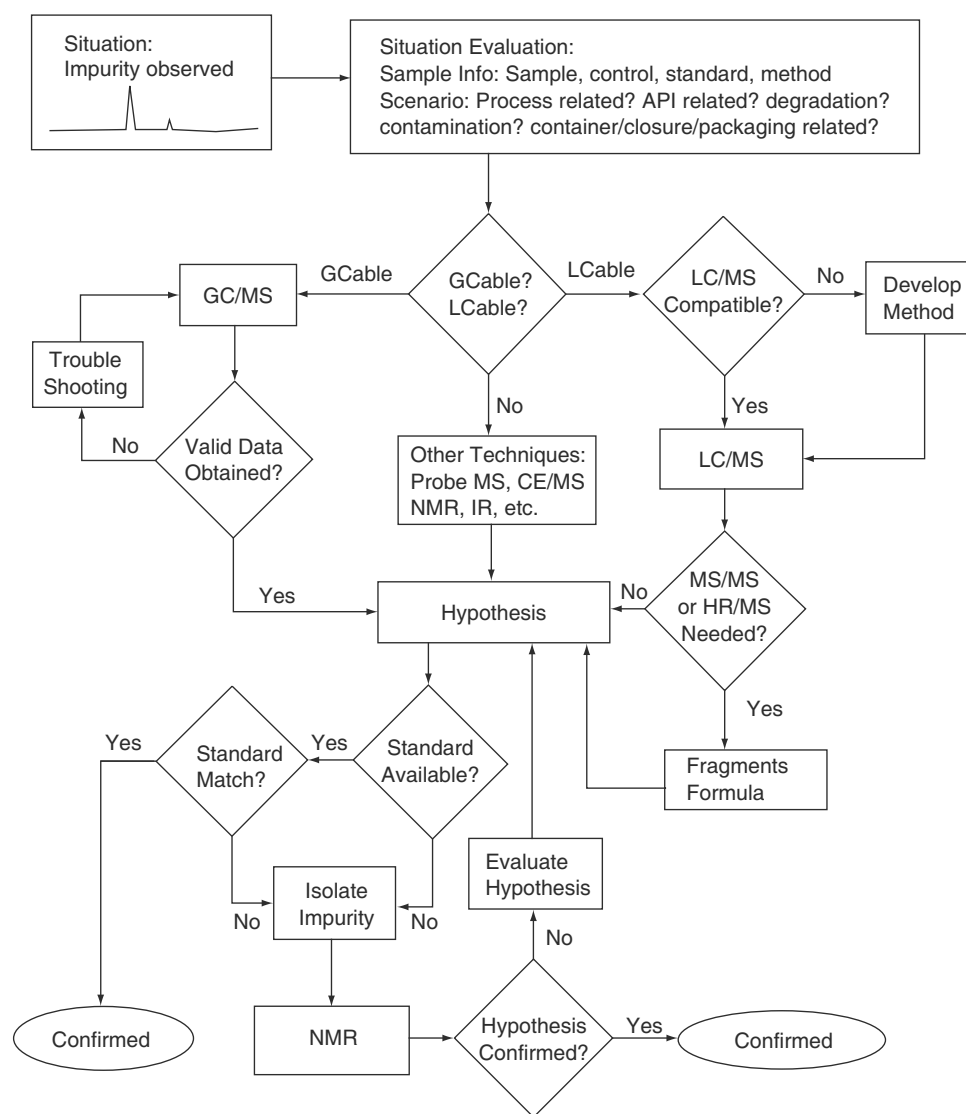 Situation:
Impurity observed
Situation Evaluation:
Sample Info: Sample, control, standard, method
Scenario: Process related? API related? degradation?
contamination? container/closure/packaging related?
GCable
GCable?
LCable?
LCable
LC/MS
Compatible?
No
Develop
Method
GC/MS
Trouble
Shooting
No
Valid Data
Obtained?
No
Yes
Other Techniques:
Probe MS, CE/MS
NMR, IR, etc.
LC/MS
Yes
Hypothesis
No
MS/MS
or HR/MS
Needed?
Yes
Yes
Standard
Match?
Yes
Standard
Available?
Fragments
Formula
No
Isolate
Impurity
No
Evaluate
Hypothesis
No
Confirmed
NMR
Hypothesis
Confirmed?
Yes
Confirmed